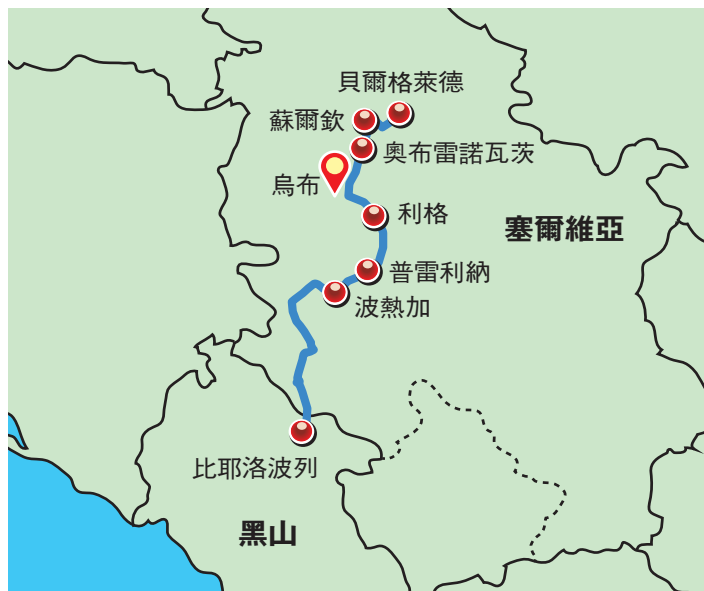 貝爾格萊德
蘇爾欽
奧布雷諾瓦茨
烏布
利格
塞爾維亞
普雷利納
波熱加
比耶洛波列
黑山